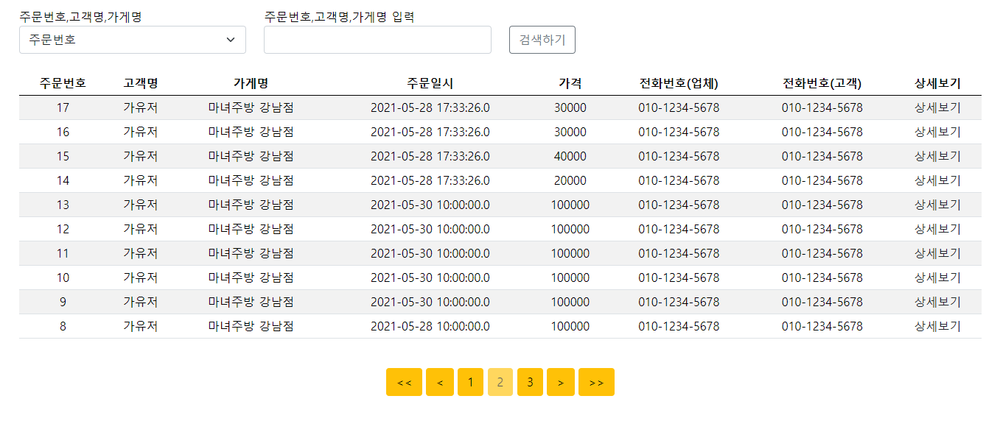 주문번호,고객명,가게명 주문번호,고객명,가게명 입력
주문번호 검색하기
주문번호 고객명 가게명 주문일시 가격 전화번호(업체) 전화번호(고객) 상세보기
17 가유저 마녀주방 강남점 2021-05-28 17:33:26.0 30000 010-1234-5678 010-1234-5678 상세보기
16 가유저 마녀주방 강남점 2021-05-28 17:33:26.0 30000 010-1234-5678 010-1234-5678 상세보기
15 가유저 마녀주방 강남점 2021-05-28 17:33:26.0 40000 010-1234-5678 010-1234-5678 상세보기
14 가유저 마녀주방 강남점 2021-05-28 17:33:26.0 20000 010-1234-5678 010-1234-5678 상세보기
13 가유저 마녀주방 강남점 2021-05-30 10:00:00.0 100000 010-1234-5678 010-1234-5678 상세보기
12 가유저 마녀주방 강남점 2021-05-30 10:00:00.0 100000 010-1234-5678 010-1234-5678 상세보기
11 가유저 마녀주방 강남점 2021-05-30 10:00:00.0 100000 010-1234-5678 010-1234-5678 상세보기
10 가유저 마녀주방 강남점 2021-05-30 10:00:00.0 100000 010-1234-5678 010-1234-5678 상세보기
9 가유저 마녀주방 강남점 2021-05-30 10:00:00.0 100000 010-1234-5678 010-1234-5678 상세보기
8 가유저 마녀주방 강남점 2021-05-28 10:00:00.0 100000 010-1234-5678 010-1234-5678 상세보기
<< < 1 2 3 > >>